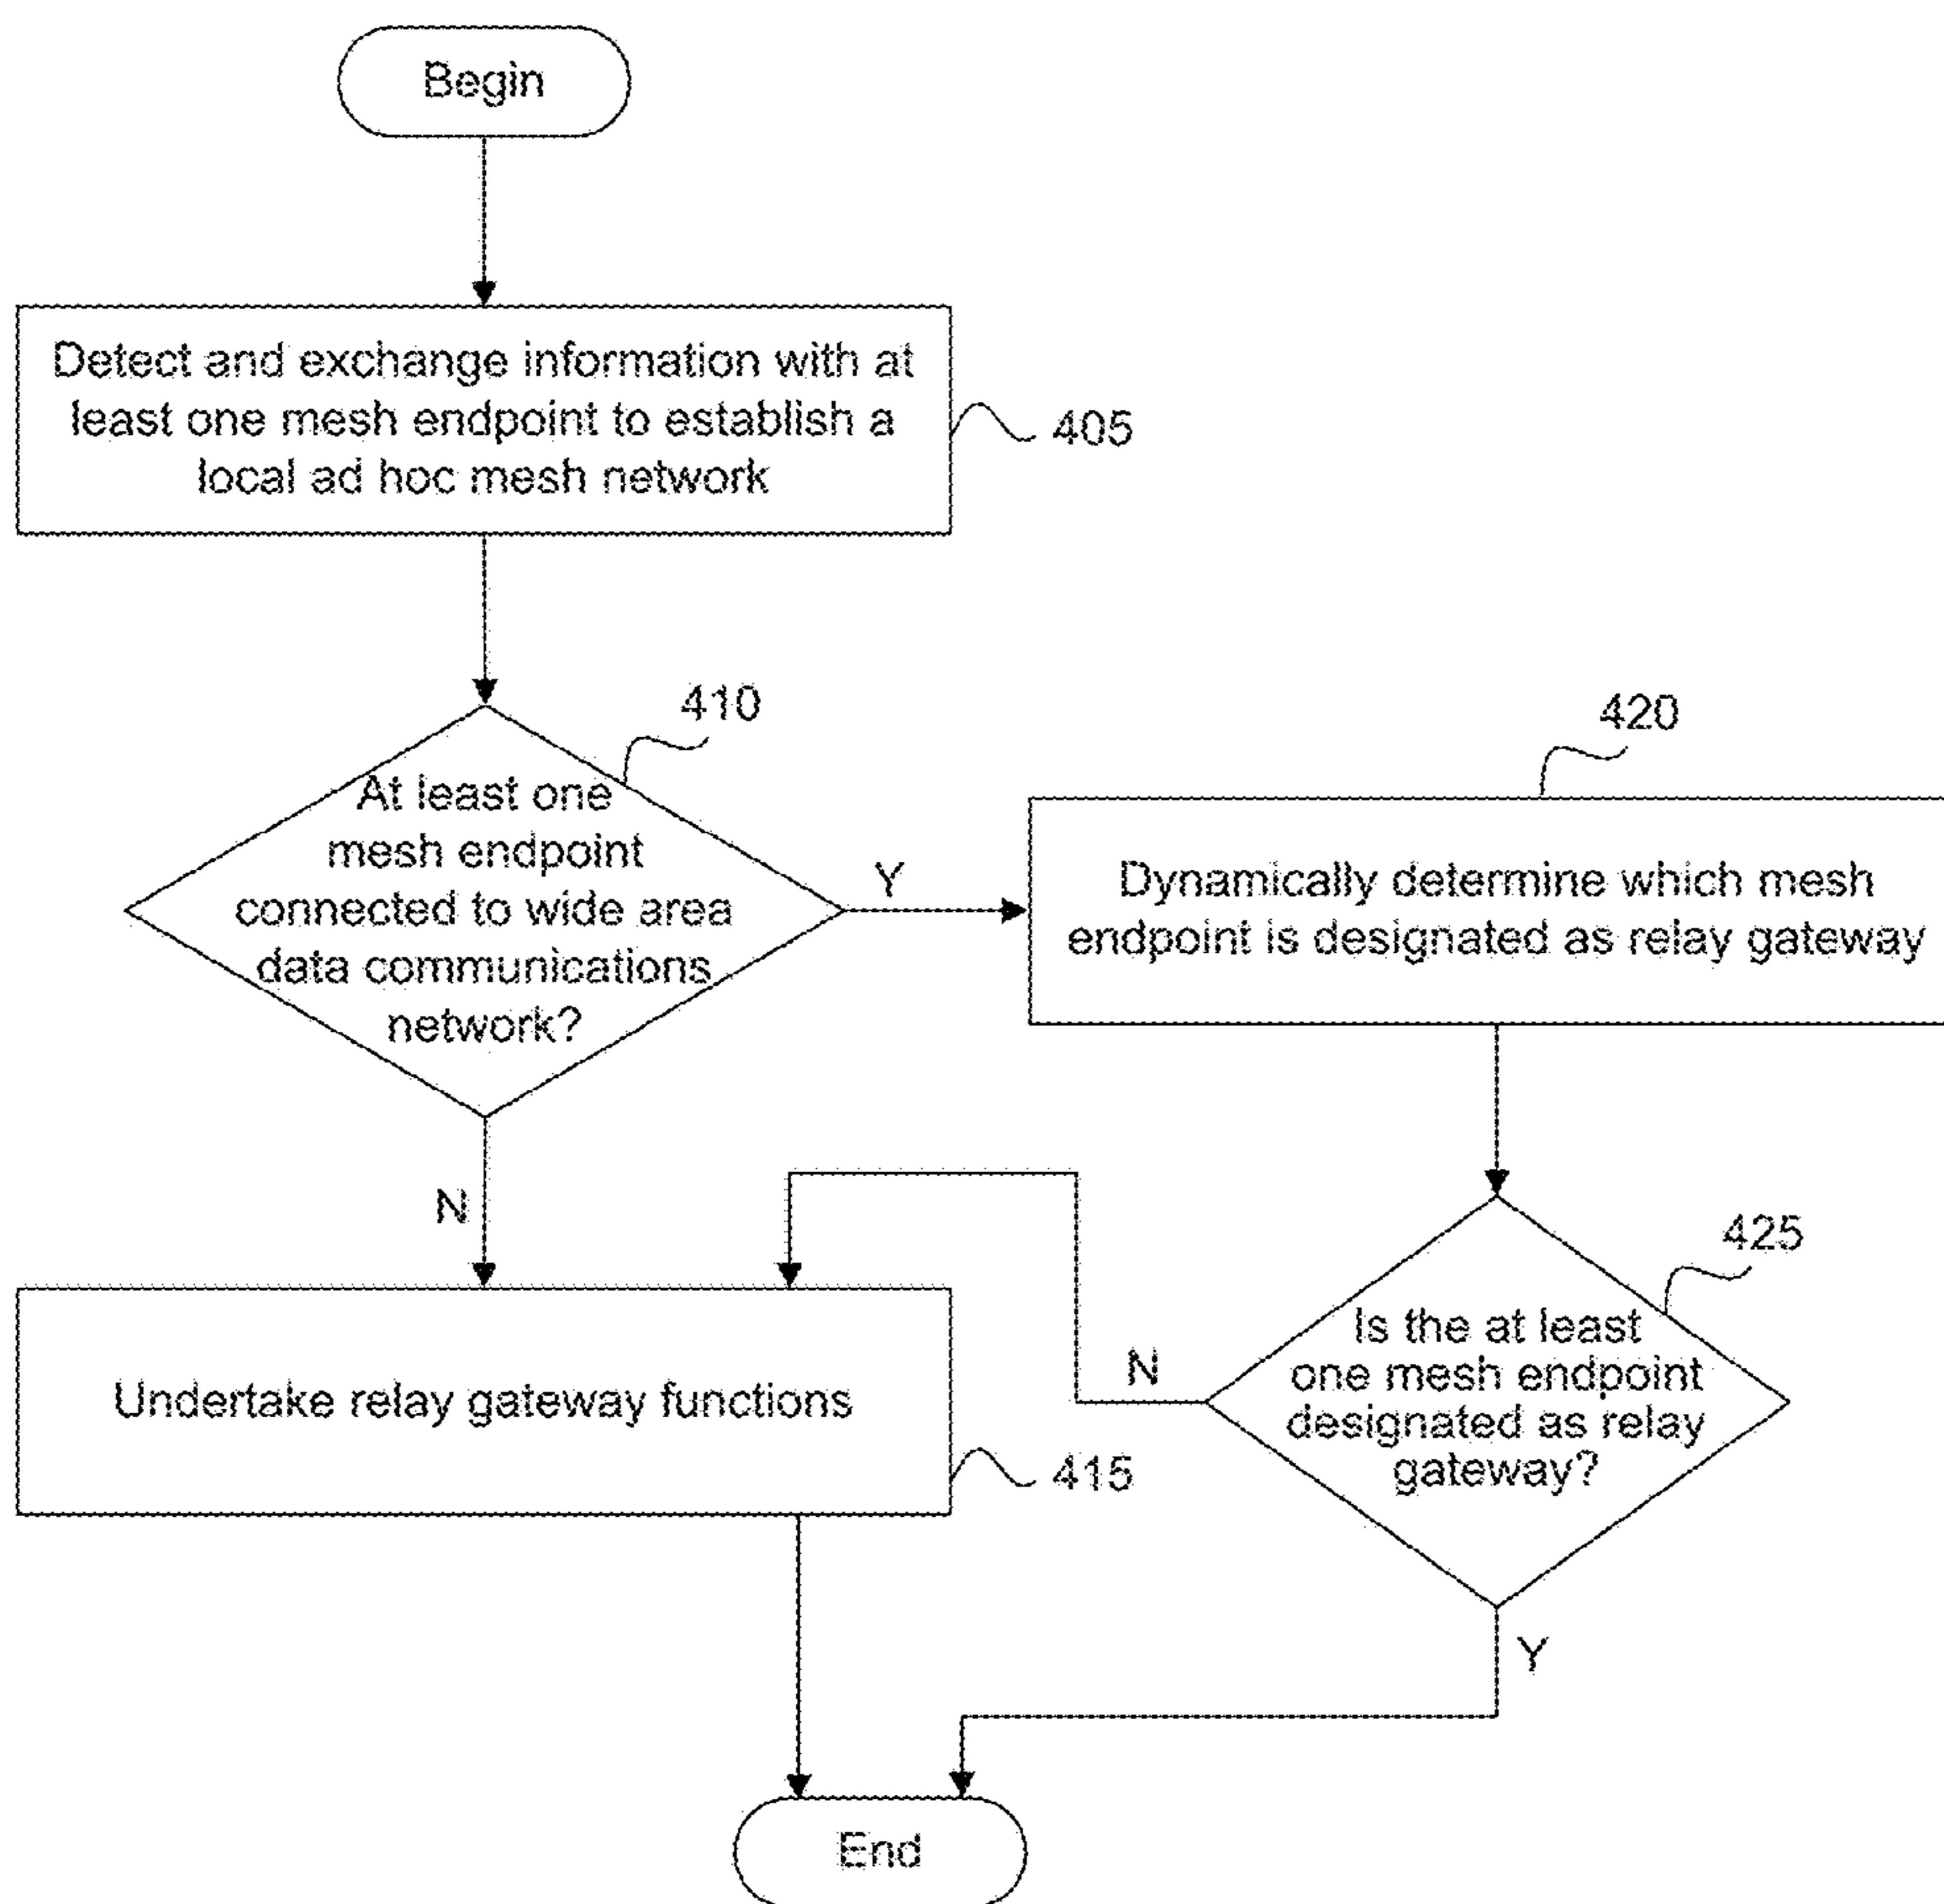 Begin
Detect and exchange information with at
least one mesh endpoint to establish a
local ad hoc mesh network
405
410
At least one
mesh endpoint
connected to wide area
data communications
network?
Y
N
420
Dynamically determine which mesh
endpoint is designated as relay gateway
425
Is the at least
one mesh endpoint
designated as relay
gateway?
N
Y
Undertake relay gateway functions
415
End